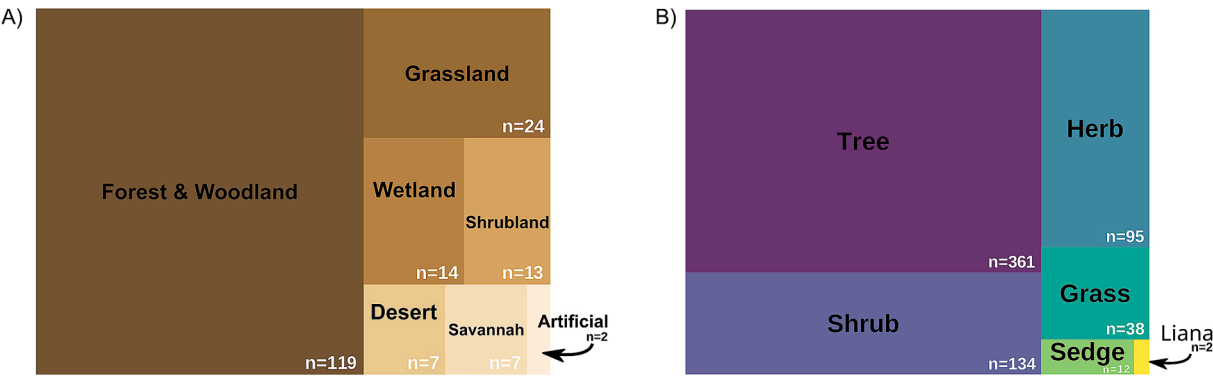 A)
Forest & Woodland
n=119
Grassland
n=24
Wetland
n=14
Shrubland
n=13
Desert
n=7
Savannah
n=7
Artificial
n=2
B)
Tree
n=361
Shrub
n=134
Herb
n=95
Grass
n=38
Sedge
n=12
Liana
n=2